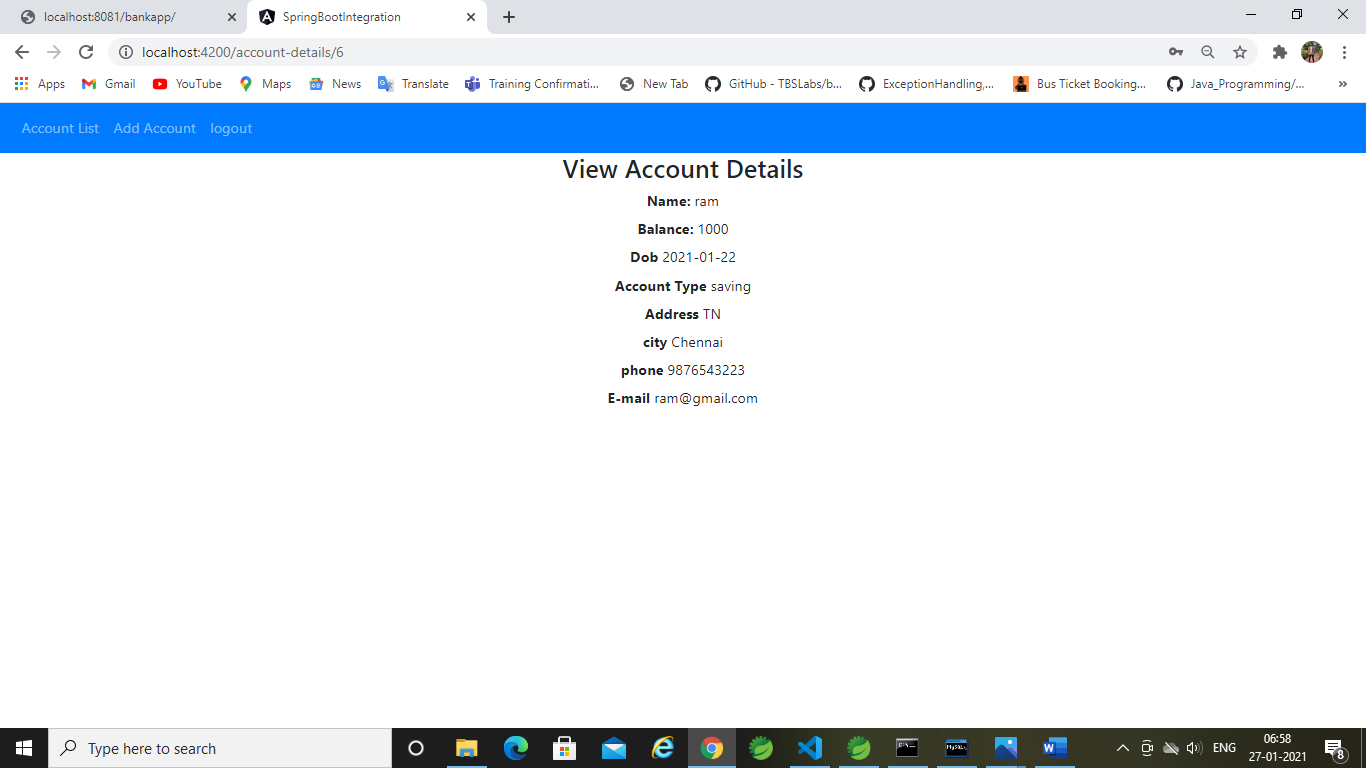 localhost:8081/bankapp/ SpringBootIntegration
localhost:4200/account-details/6
Apps Gmail YouTube Maps News Translate Training Confirmati... New Tab GitHub - TBSLabs/b... ExceptionHandling,... Bus Ticket Booking... Java_Programming/... »
Account List Add Account logout
View Account Details
Name: ram
Balance: 1000
Dob 2021-01-22
Account Type saving
Address TN
city Chennai
phone 9876543223
E-mail ram@gmail.com
Type here to search ENG 06:58
27-01-2021 8